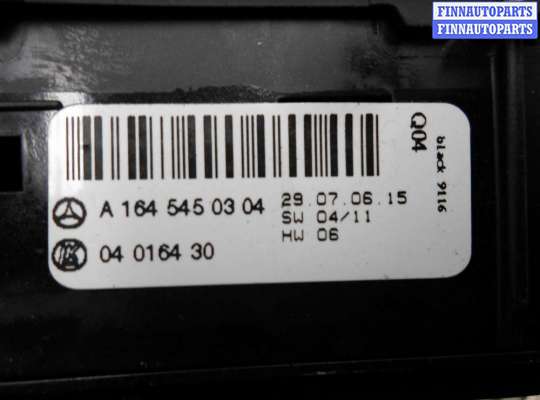 FINNAUTOPARTS
FINNAUTOPARTS
Q04
black 9116
A 164 545 03 04
29.07.06.15
SW 04/11
HW 06
04 0164 30